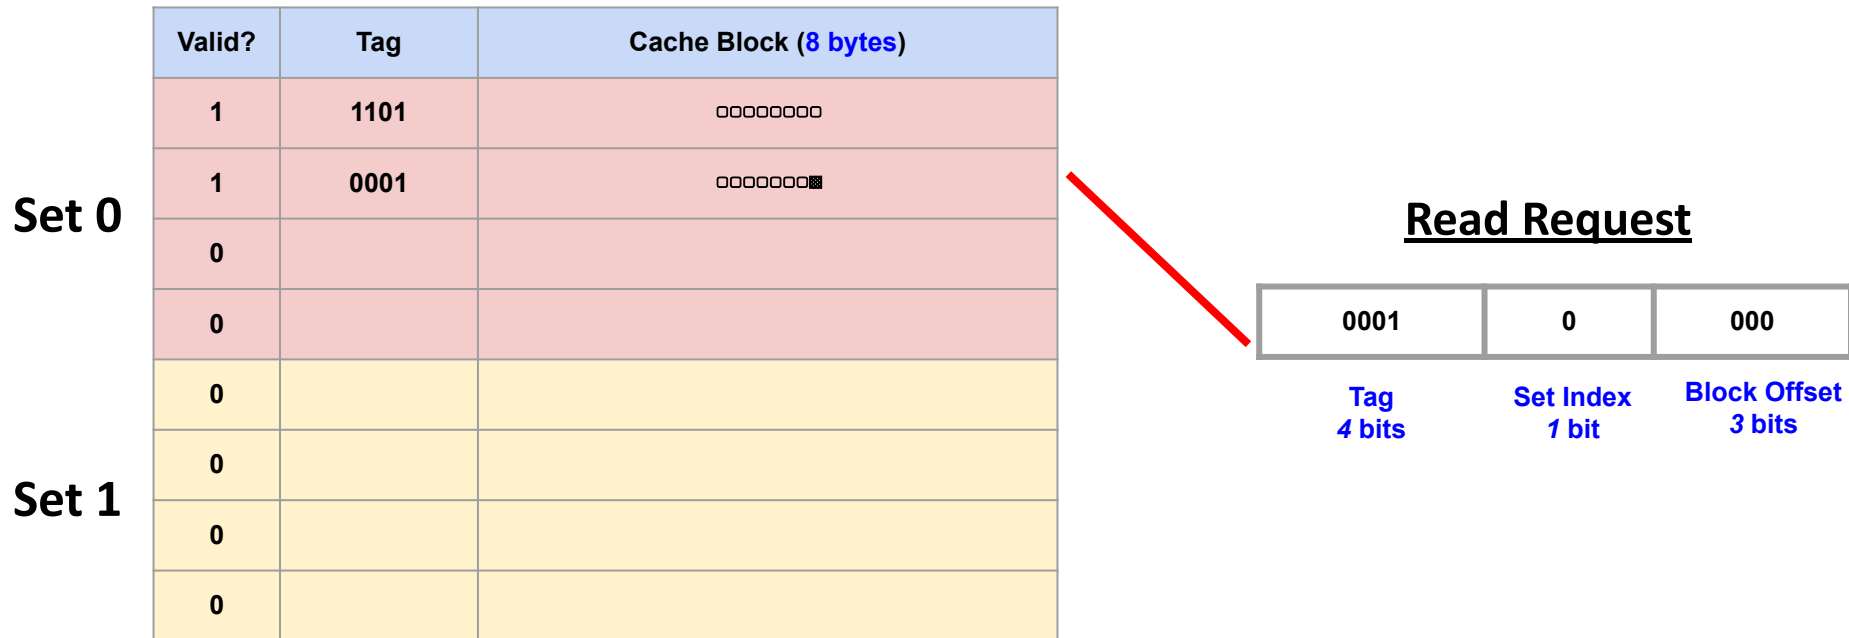 Valid? Tag Cache Block (8 bytes)
1 1101 ▢▢▢▢▢▢▢▢
Set 0
1 0001 ▢▢▢▢▢▢▢▩
0
0
Set 1
0
0
0
0
Read Request
0001 0 000
Tag Set Index Block Offset
4 bits 1 bit 3 bits